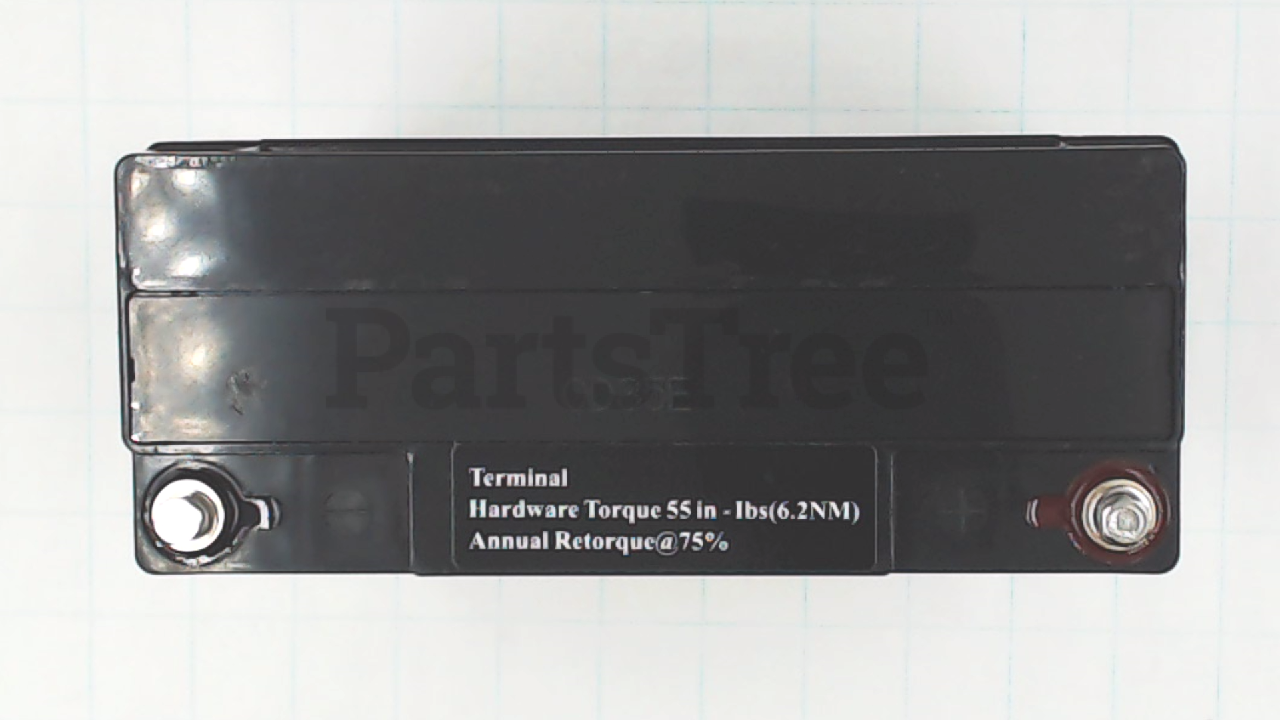 PartsTree
Terminal
Hardware Torque 55 in - lbs(6.2NM)
Annual Retorque@75%